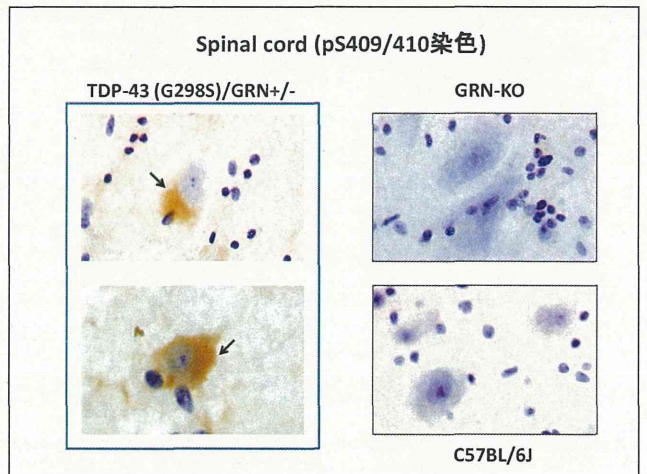 Spinal cord (pS409/410染色)
TDP-43 (G298S)/GRN+/-
GRN-KO
C57BL/6J